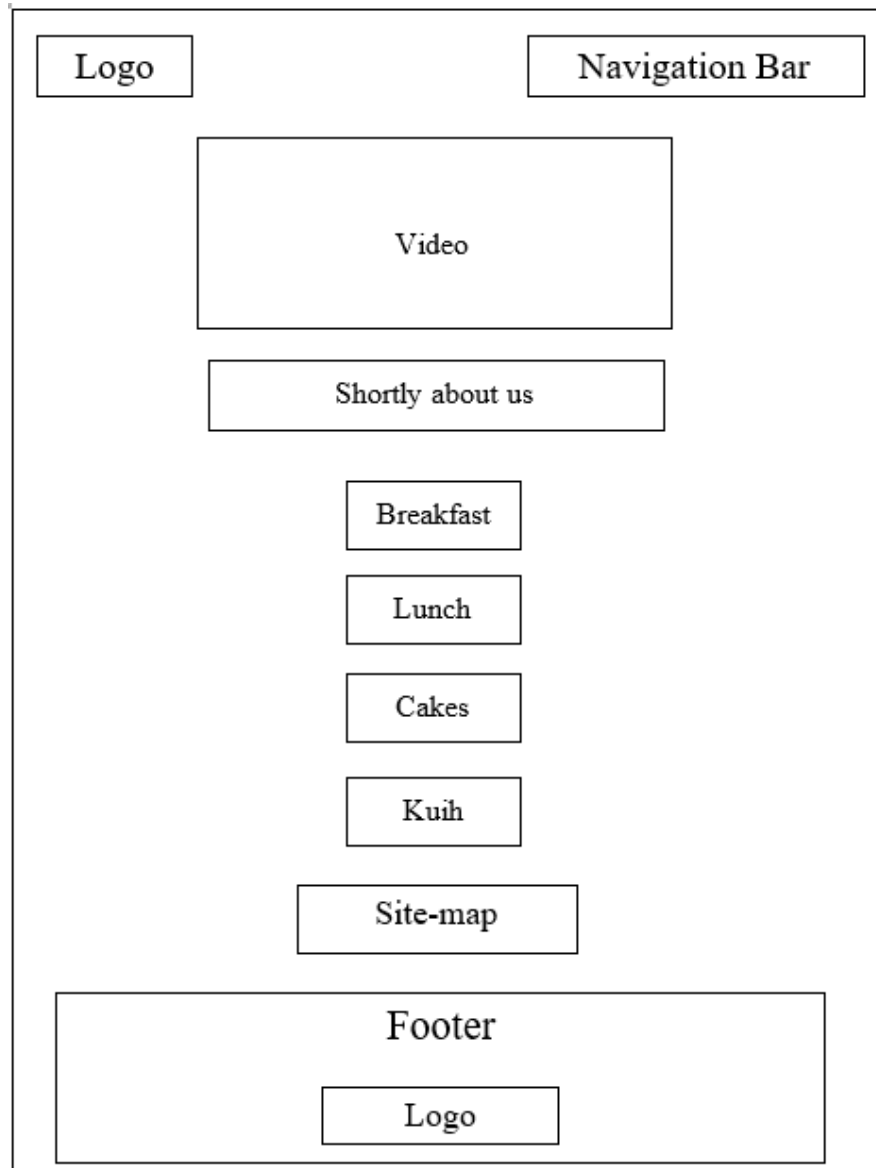 Logo
Navigation Bar
Video
Shortly about us
Breakfast
Lunch
Cakes
Kuih
Site-map
Footer
Logo